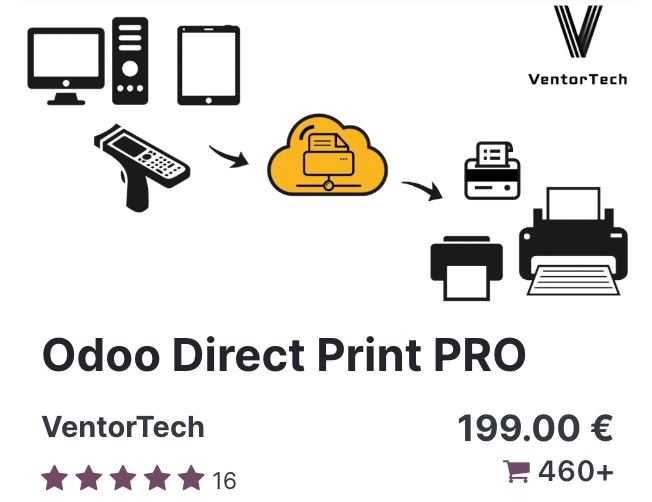 VentorTech
Odoo Direct Print PRO
VentorTech
199.00 €
16
460+